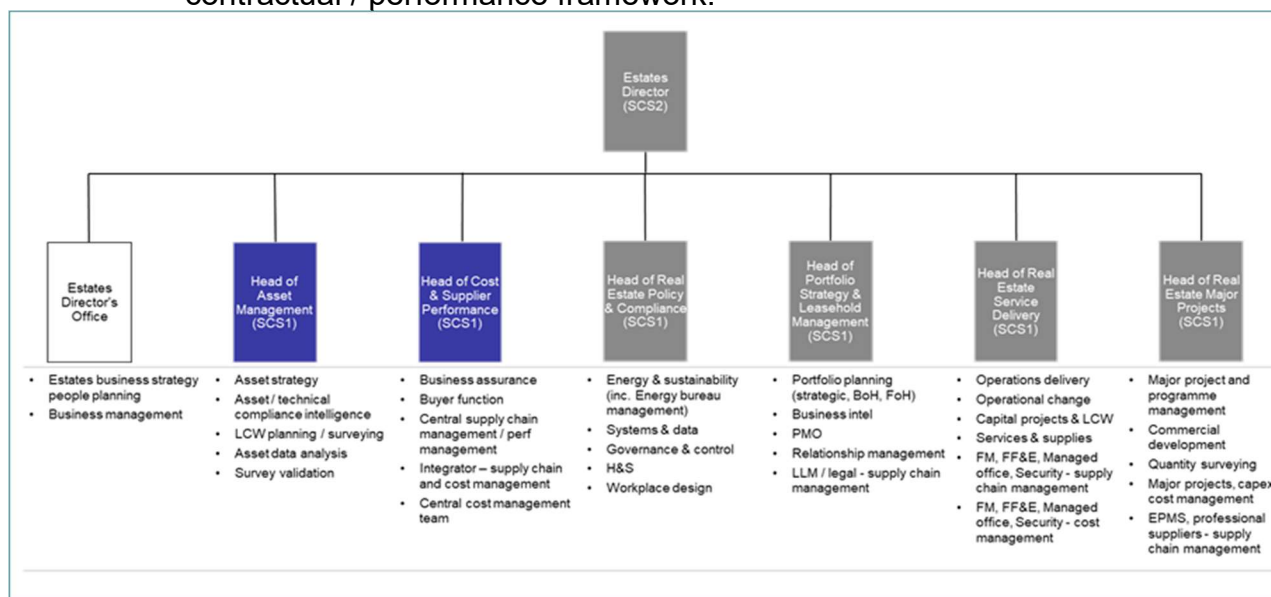 contractual / performance framework.
Estates
Director
(SCS2)
Estates
Director's
Office
Head of
Asset
Management
(SCS1)
Head of Cost
& Supplier
Performance
(SCS1)
Head of Real
Estate Policy
& Compliance
(SCS1)
Head of
Portfolio
Strategy &
Leasehold
Management
(SCS1)
Head of Real
Estate
Service
Delivery
(SCS1)
Head of Real
Estate Major
Projects
(SCS1)
• Estates business strategy
people planning
• Business management
• Asset strategy
• Asset / technical
compliance intelligence
• LCW planning / surveying
• Asset data analysis
• Survey validation
• Business assurance
• Buyer function
• Central supply chain
management / perf
management
• Integrator – supply chain
and cost management
• Central cost management
team
• Energy & sustainability
(inc. Energy bureau
management)
• Systems & data
• Governance & control
• H&S
• Workplace design
• Portfolio planning
(strategic, BoH, FoH)
• Business intel
• PMO
• Relationship management
• LLM / legal - supply chain
management
• Operations delivery
• Operational change
• Capital projects & LCW
• Services & supplies
• FM, FF&E, Managed
office, Security - supply
chain management
• FM, FF&E, Managed
office, Security - cost
management
• Major project and
programme
management
• Commercial
development
• Quantity surveying
• Major projects, capex
cost management
• EPMS, professional
suppliers - supply
chain management